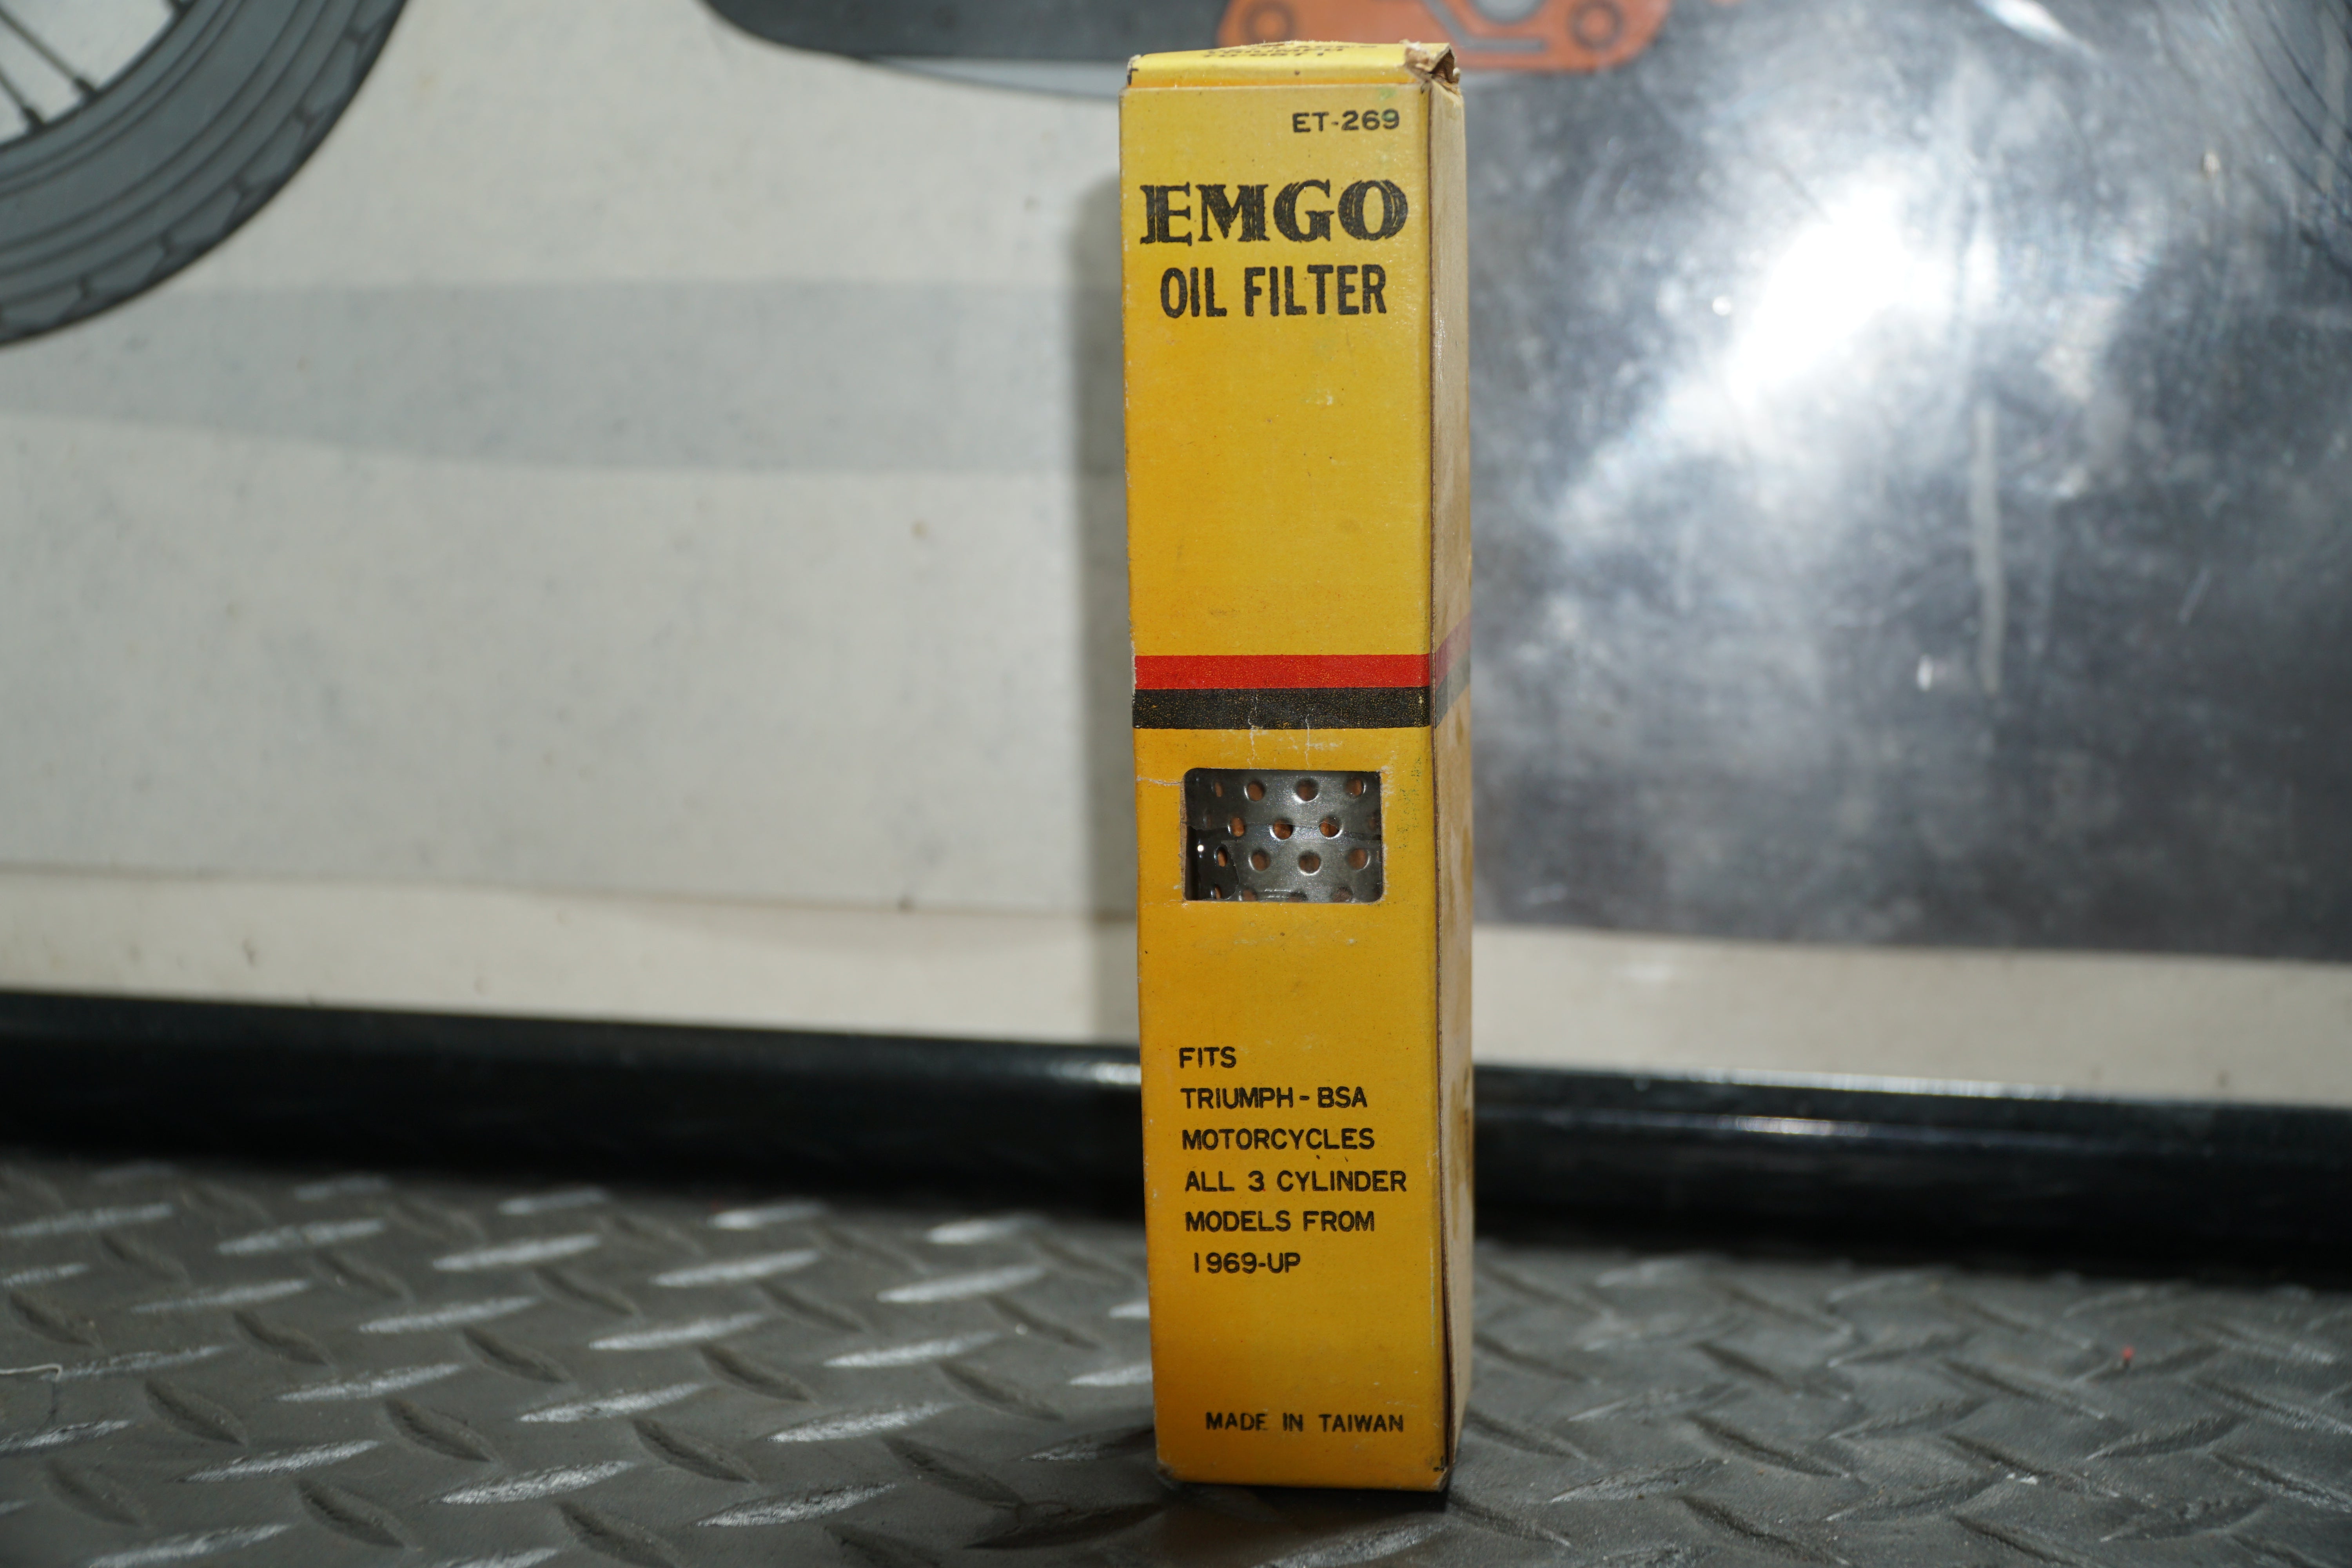 ET-269
EMGO
OIL FILTER
FITS
TRIUMPH-BSA
MOTORCYCLES
ALL 3 CYLINDER
MODELS FROM
1969-UP
MADE IN TAIWAN